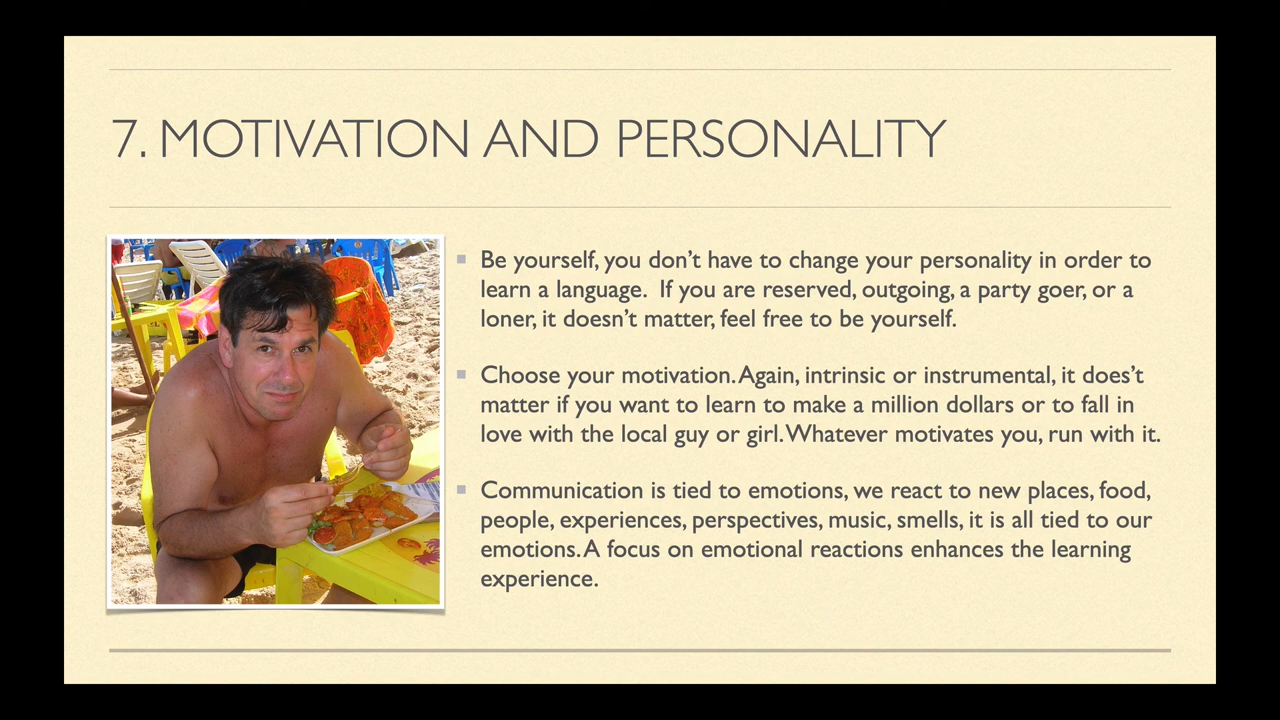 7. MOTIVATION AND PERSONALITY
Be yourself, you don't have to change your personality in order to
learn a language.  If you are reserved, outgoing, a party goer, or a
loner, it doesn't matter, feel free to be yourself.
Choose your motivation. Again, intrinsic or instrumental, it does't
matter if you want to learn to make a million dollars or to fall in
love with the local guy or girl. Whatever motivates you, run with it.
Communication is tied to emotions, we react to new places, food,
people, experiences, perspectives, music, smells, it is all tied to our
emotions. A focus on emotional reactions enhances the learning
experience.